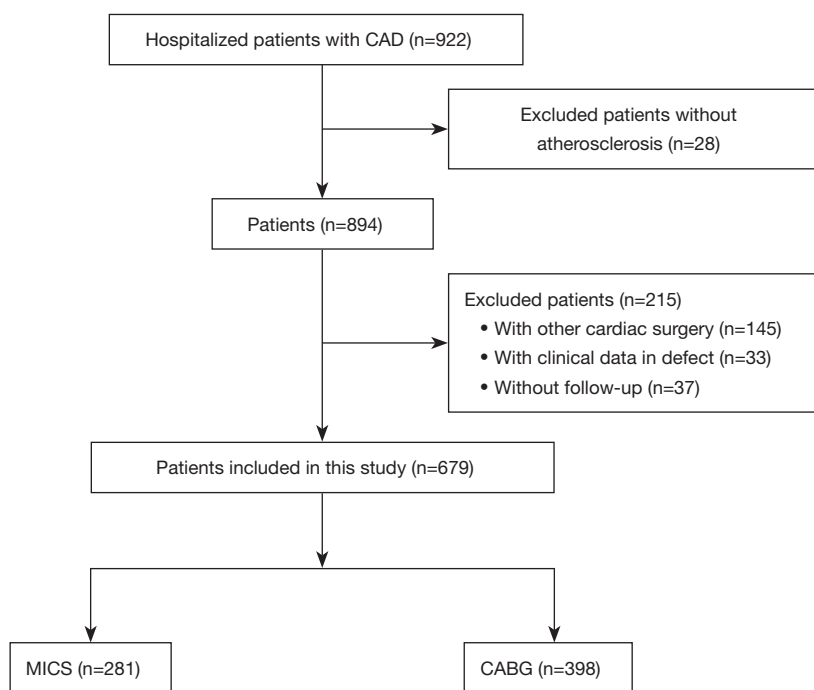 Hospitalized patients with CAD (n=922)
Excluded patients without
atherosclerosis (n=28)
Patients (n=894)
Excluded patients (n=215)
• With other cardiac surgery (n=145)
• With clinical data in defect (n=33)
• Without follow-up (n=37)
Patients included in this study (n=679)
MICS (n=281)
CABG (n=398)